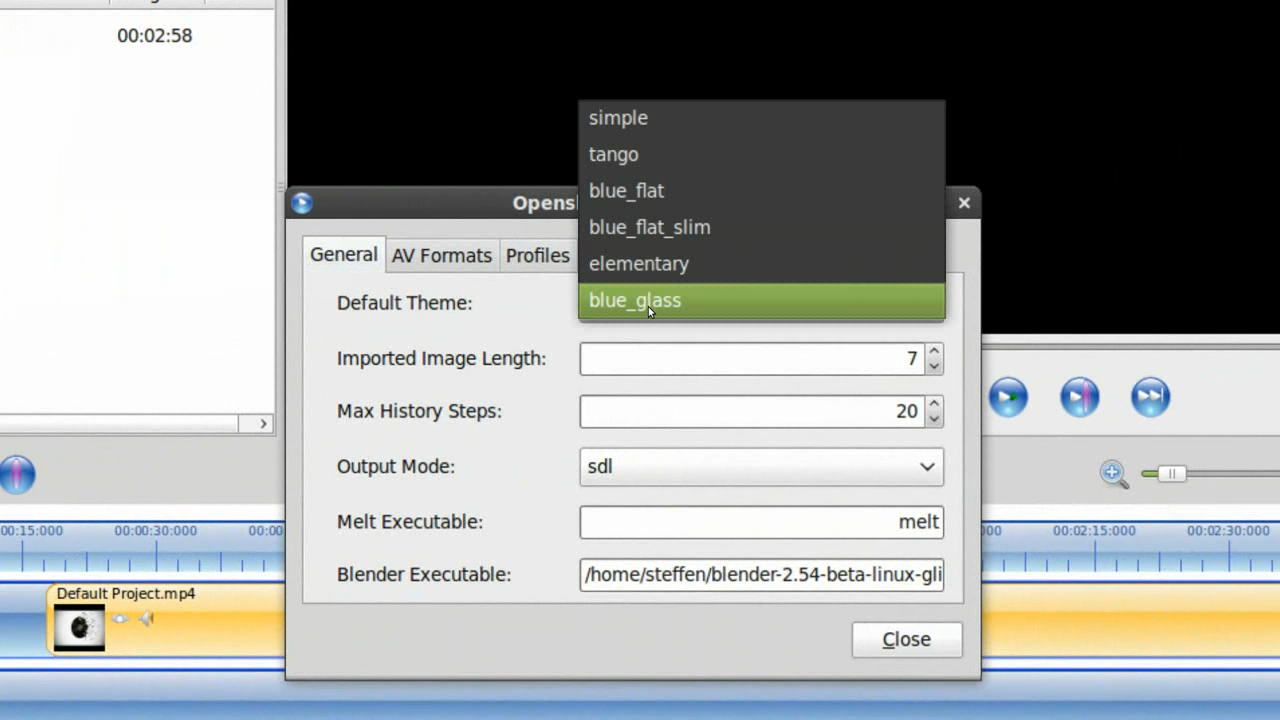 00:02:58
simple
tango
blue_flat
blue_flat_slim
elementary
blue_glass
General
AV Formats
Profiles
Default Theme:
Imported Image Length:
7
Max History Steps:
20
Output Mode:
sdl
Melt Executable:
melt
Blender Executable:
/home/steffen/blender-2.54-beta-linux-gli
Close
00:15:000
00:00:30:000
00:02:15:000
00:02:30:000
Default Project.mp4